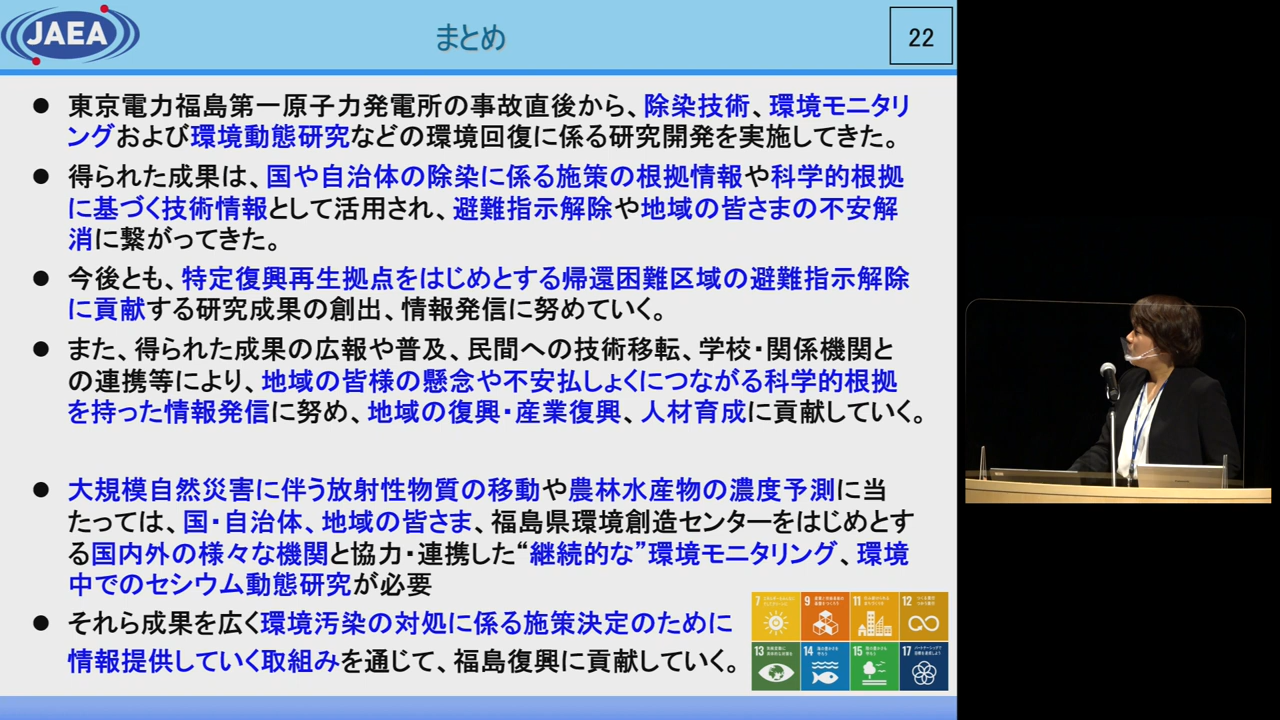 JAEA
まとめ
22
● 東京電力福島第一原子力発電所の事故直後から、除染技術、環境モニタリ
ングおよび環境動態研究などの環境回復に係る研究開発を実施してきた。
● 得られた成果は、国や自治体の除染に係る施策の根拠情報や科学的根拠
に基づく技術情報として活用され、避難指示解除や地域の皆さまの不安解
消に繋がってきた。
● 今後とも、特定復興再生拠点をはじめとする帰還困難区域の避難指示解除
に貢献する研究成果の創出、情報発信に努めていく。
● また、得られた成果の広報や普及、民間への技術移転、学校・関係機関と
の連携等により、地域の皆様の懸念や不安払しょくにつながる科学的根拠
を持った情報発信に努め、地域の復興・産業復興、人材育成に貢献していく。
● 大規模自然災害に伴う放射性物質の移動や農林水産物の濃度予測に当
たっては、国・自治体、地域の皆さま、福島県環境創造センターをはじめとす
る国内外の様々な機関と協力・連携した“継続的な”環境モニタリング、環境
中でのセシウム動態研究が必要
● それら成果を広く環境汚染の対処に係る施策決定のために
情報提供していく取組みを通じて、福島復興に貢献していく。
7
9
11
12
13
14
15
17